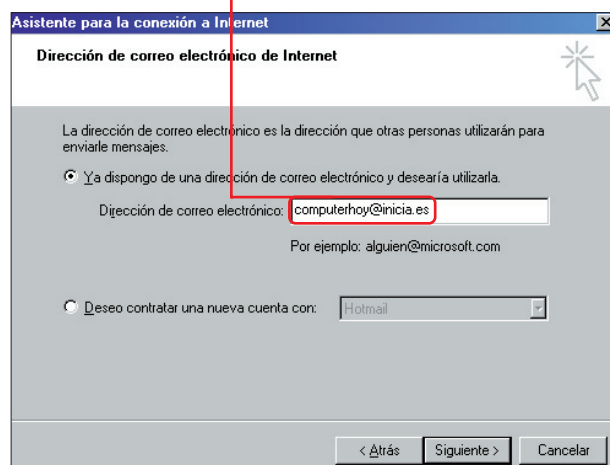 Asistente para la conexión a Internet
Dirección de correo electrónico de Internet
La dirección de correo electrónico es la dirección que otras personas utilizarán para
enviarle mensajes.
Ya dispongo de una dirección de correo electrónico y desearía utilizarla.
Dirección de correo electrónico: computerhoy@inicia.es
Por ejemplo: alguien@microsoft.com
Deseo contratar una nueva cuenta con: Hotmail
< Atrás Siguiente > Cancelar